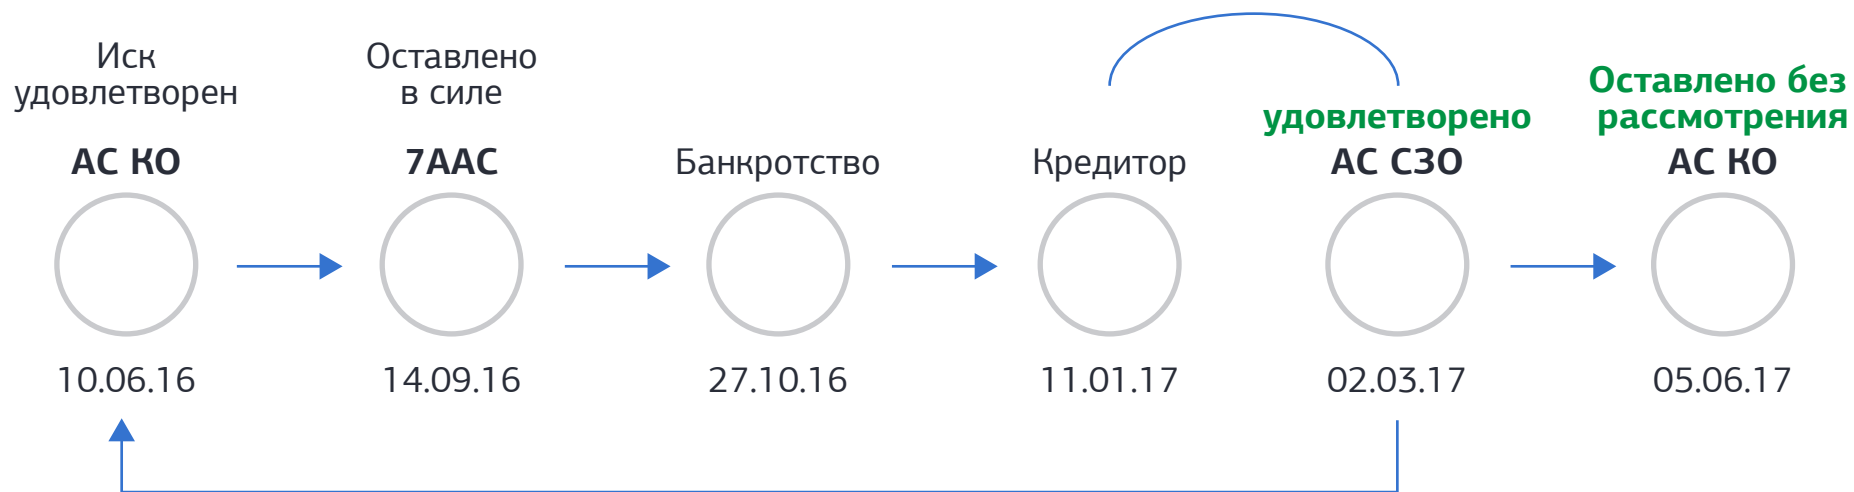 Иск
удовлетворен
АС КО
10.06.16
Оставлено
в силе
7ААС
14.09.16
Банкротство
27.10.16
Кредитор
11.01.17
удовлетворено
АС СЗО
02.03.17
Оставлено без
рассмотрения
АС КО
05.06.17